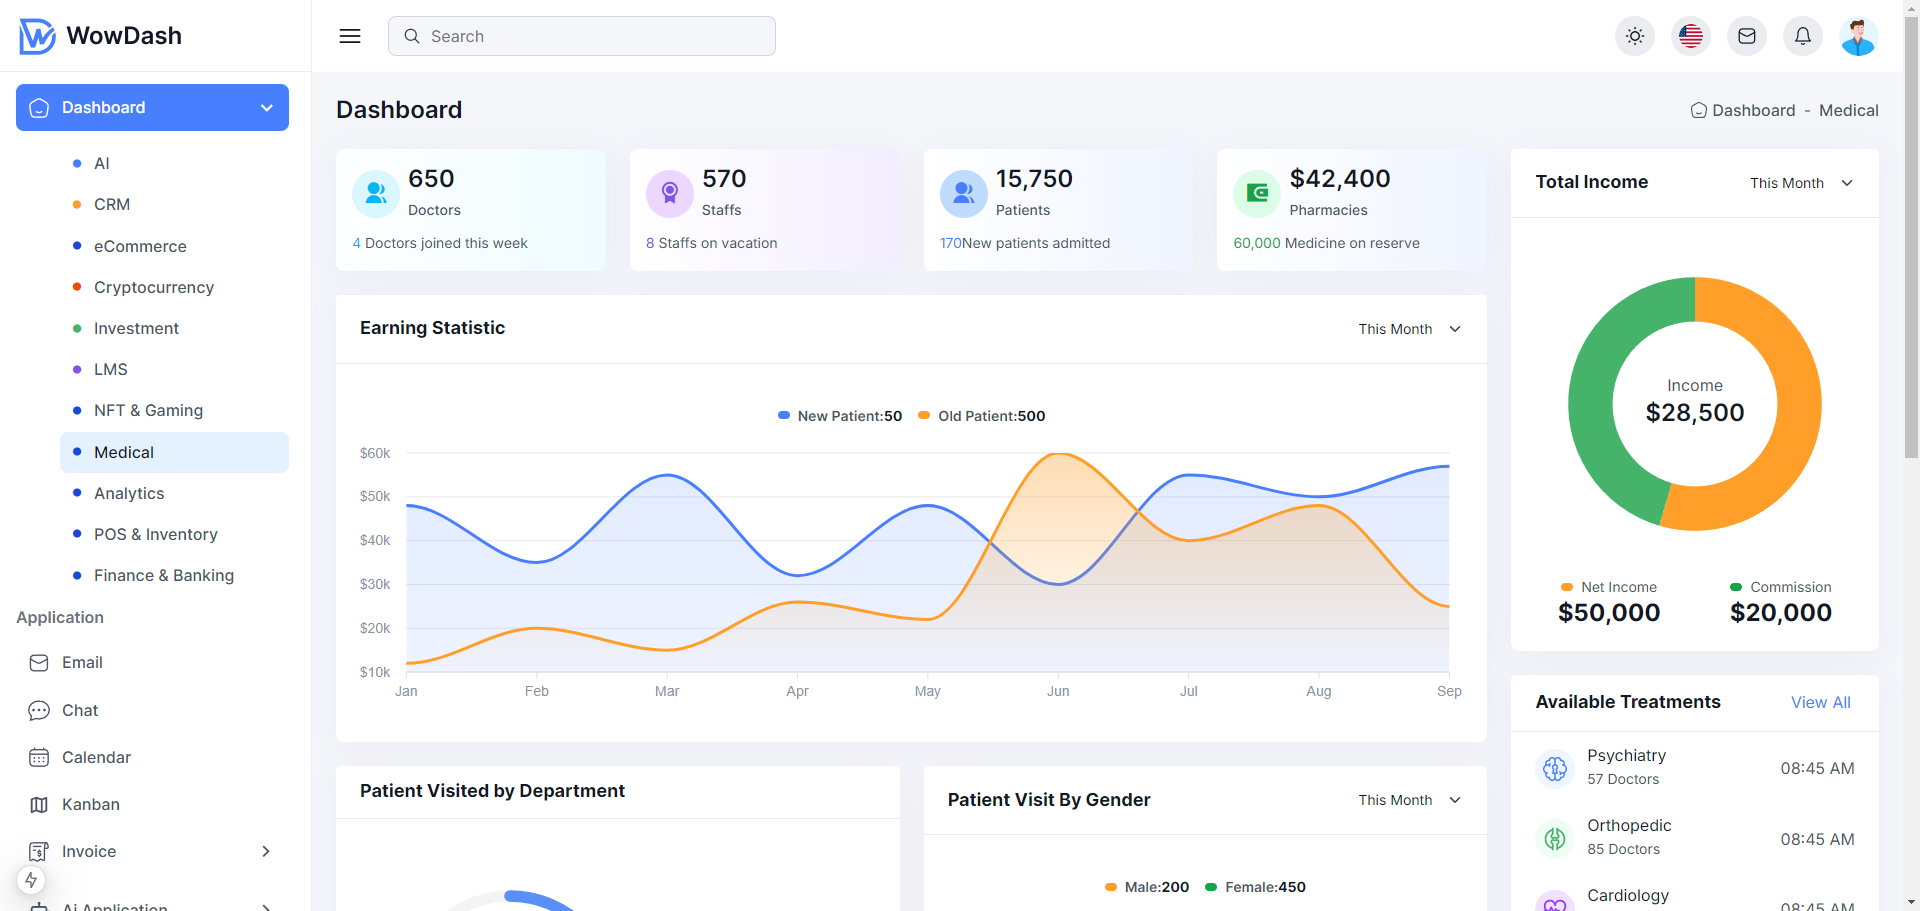 WowDash
Search
Dashboard
AI
CRM
eCommerce
Cryptocurrency
Investment
LMS
NFT & Gaming
Medical
Analytics
POS & Inventory
Finance & Banking
Application
Email
Chat
Calendar
Kanban
Invoice
Ai Application
Dashboard
Dashboard - Medical
650
Doctors
4 Doctors joined this week
570
Staffs
8 Staffs on vacation
15,750
Patients
170New patients admitted
$42,400
Pharmacies
60,000 Medicine on reserve
Earning Statistic
This Month
New Patient:50 Old Patient:500
$60k
$50k
$40k
$30k
$20k
$10k
Jan Feb Mar Apr May Jun Jul Aug Sep
Total Income
This Month
Income
$28,500
Net Income
$50,000
Commission
$20,000
Patient Visited by Department
Patient Visit By Gender
This Month
Male:200 Female:450
Available Treatments
View All
Psychiatry
57 Doctors
08:45 AM
Orthopedic
85 Doctors
08:45 AM
Cardiology
08:45 AM